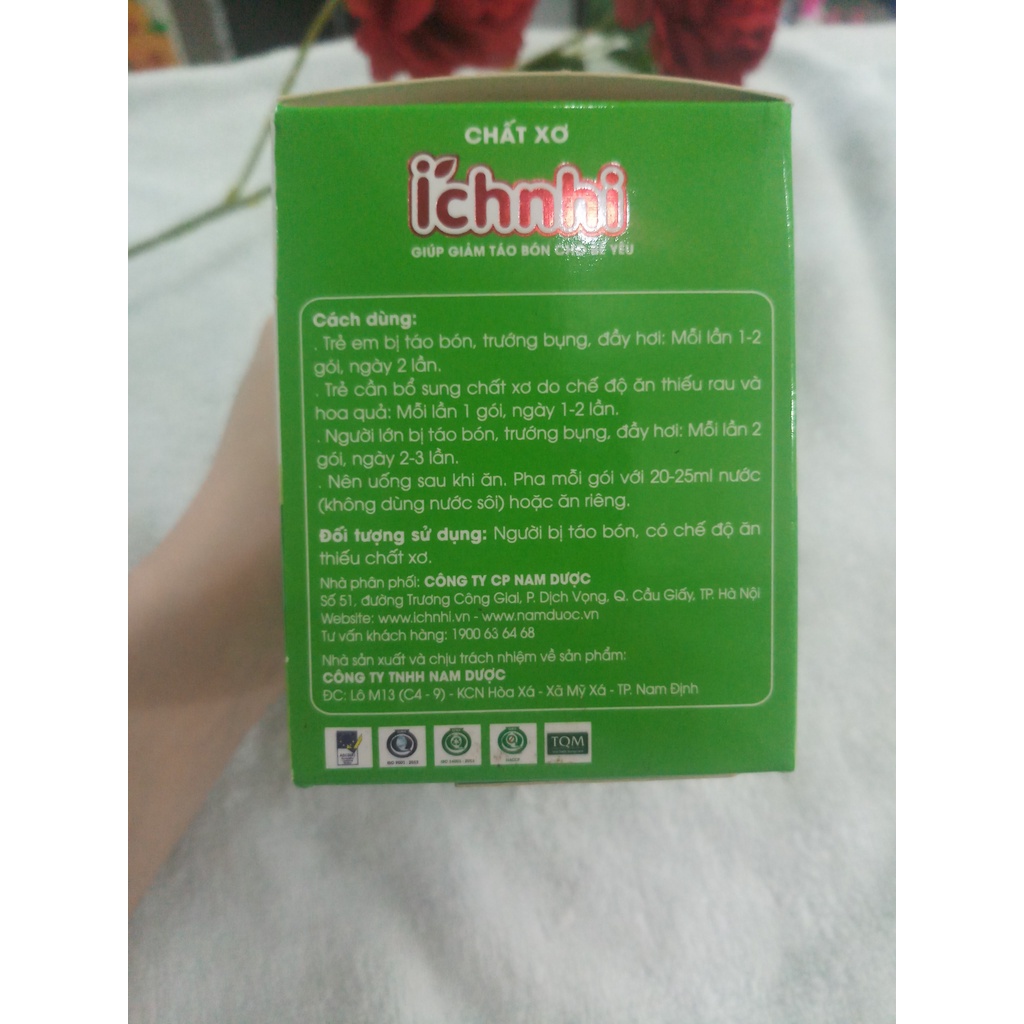 CHẤT XƠ
ichnhi
GIÚP GIẢM TÁO BÓN CHO BÉ YÊU
Cách dùng:
. Trẻ em bị táo bón, trướng bụng, đầy hơi: Mỗi lần 1-2
gói, ngày 2 lần.
. Trẻ cần bổ sung chất xơ do chế độ ăn thiếu rau và
hoa quả: Mỗi lần 1 gói, ngày 1-2 lần.
. Người lớn bị táo bón, trướng bụng, đầy hơi: Mỗi lần 2
gói, ngày 2-3 lần.
. Nên uống sau khi ăn. Pha mỗi gói với 20-25ml nước
(không dùng nước sôi) hoặc ăn riêng.
Đối tượng sử dụng: Người bị táo bón, có chế độ ăn
thiếu chất xơ.
Nhà phân phối: CÔNG TY CP NAM DƯỢC
Số 51, đường Trương Công Giai, P. Dịch Vọng, Q. Cầu Giấy, TP. Hà Nội
Website: www.ichnhi.vn - www.namduoc.vn
Tư vấn khách hàng: 1900 63 64 68
Nhà sản xuất và chịu trách nhiệm về sản phẩm:
CÔNG TY TNHH NAM DƯỢC
ĐC: Lô M13 (C4 - 9) - KCN Hòa Xá - Xã Mỹ Xá - TP. Nam Định
TQM